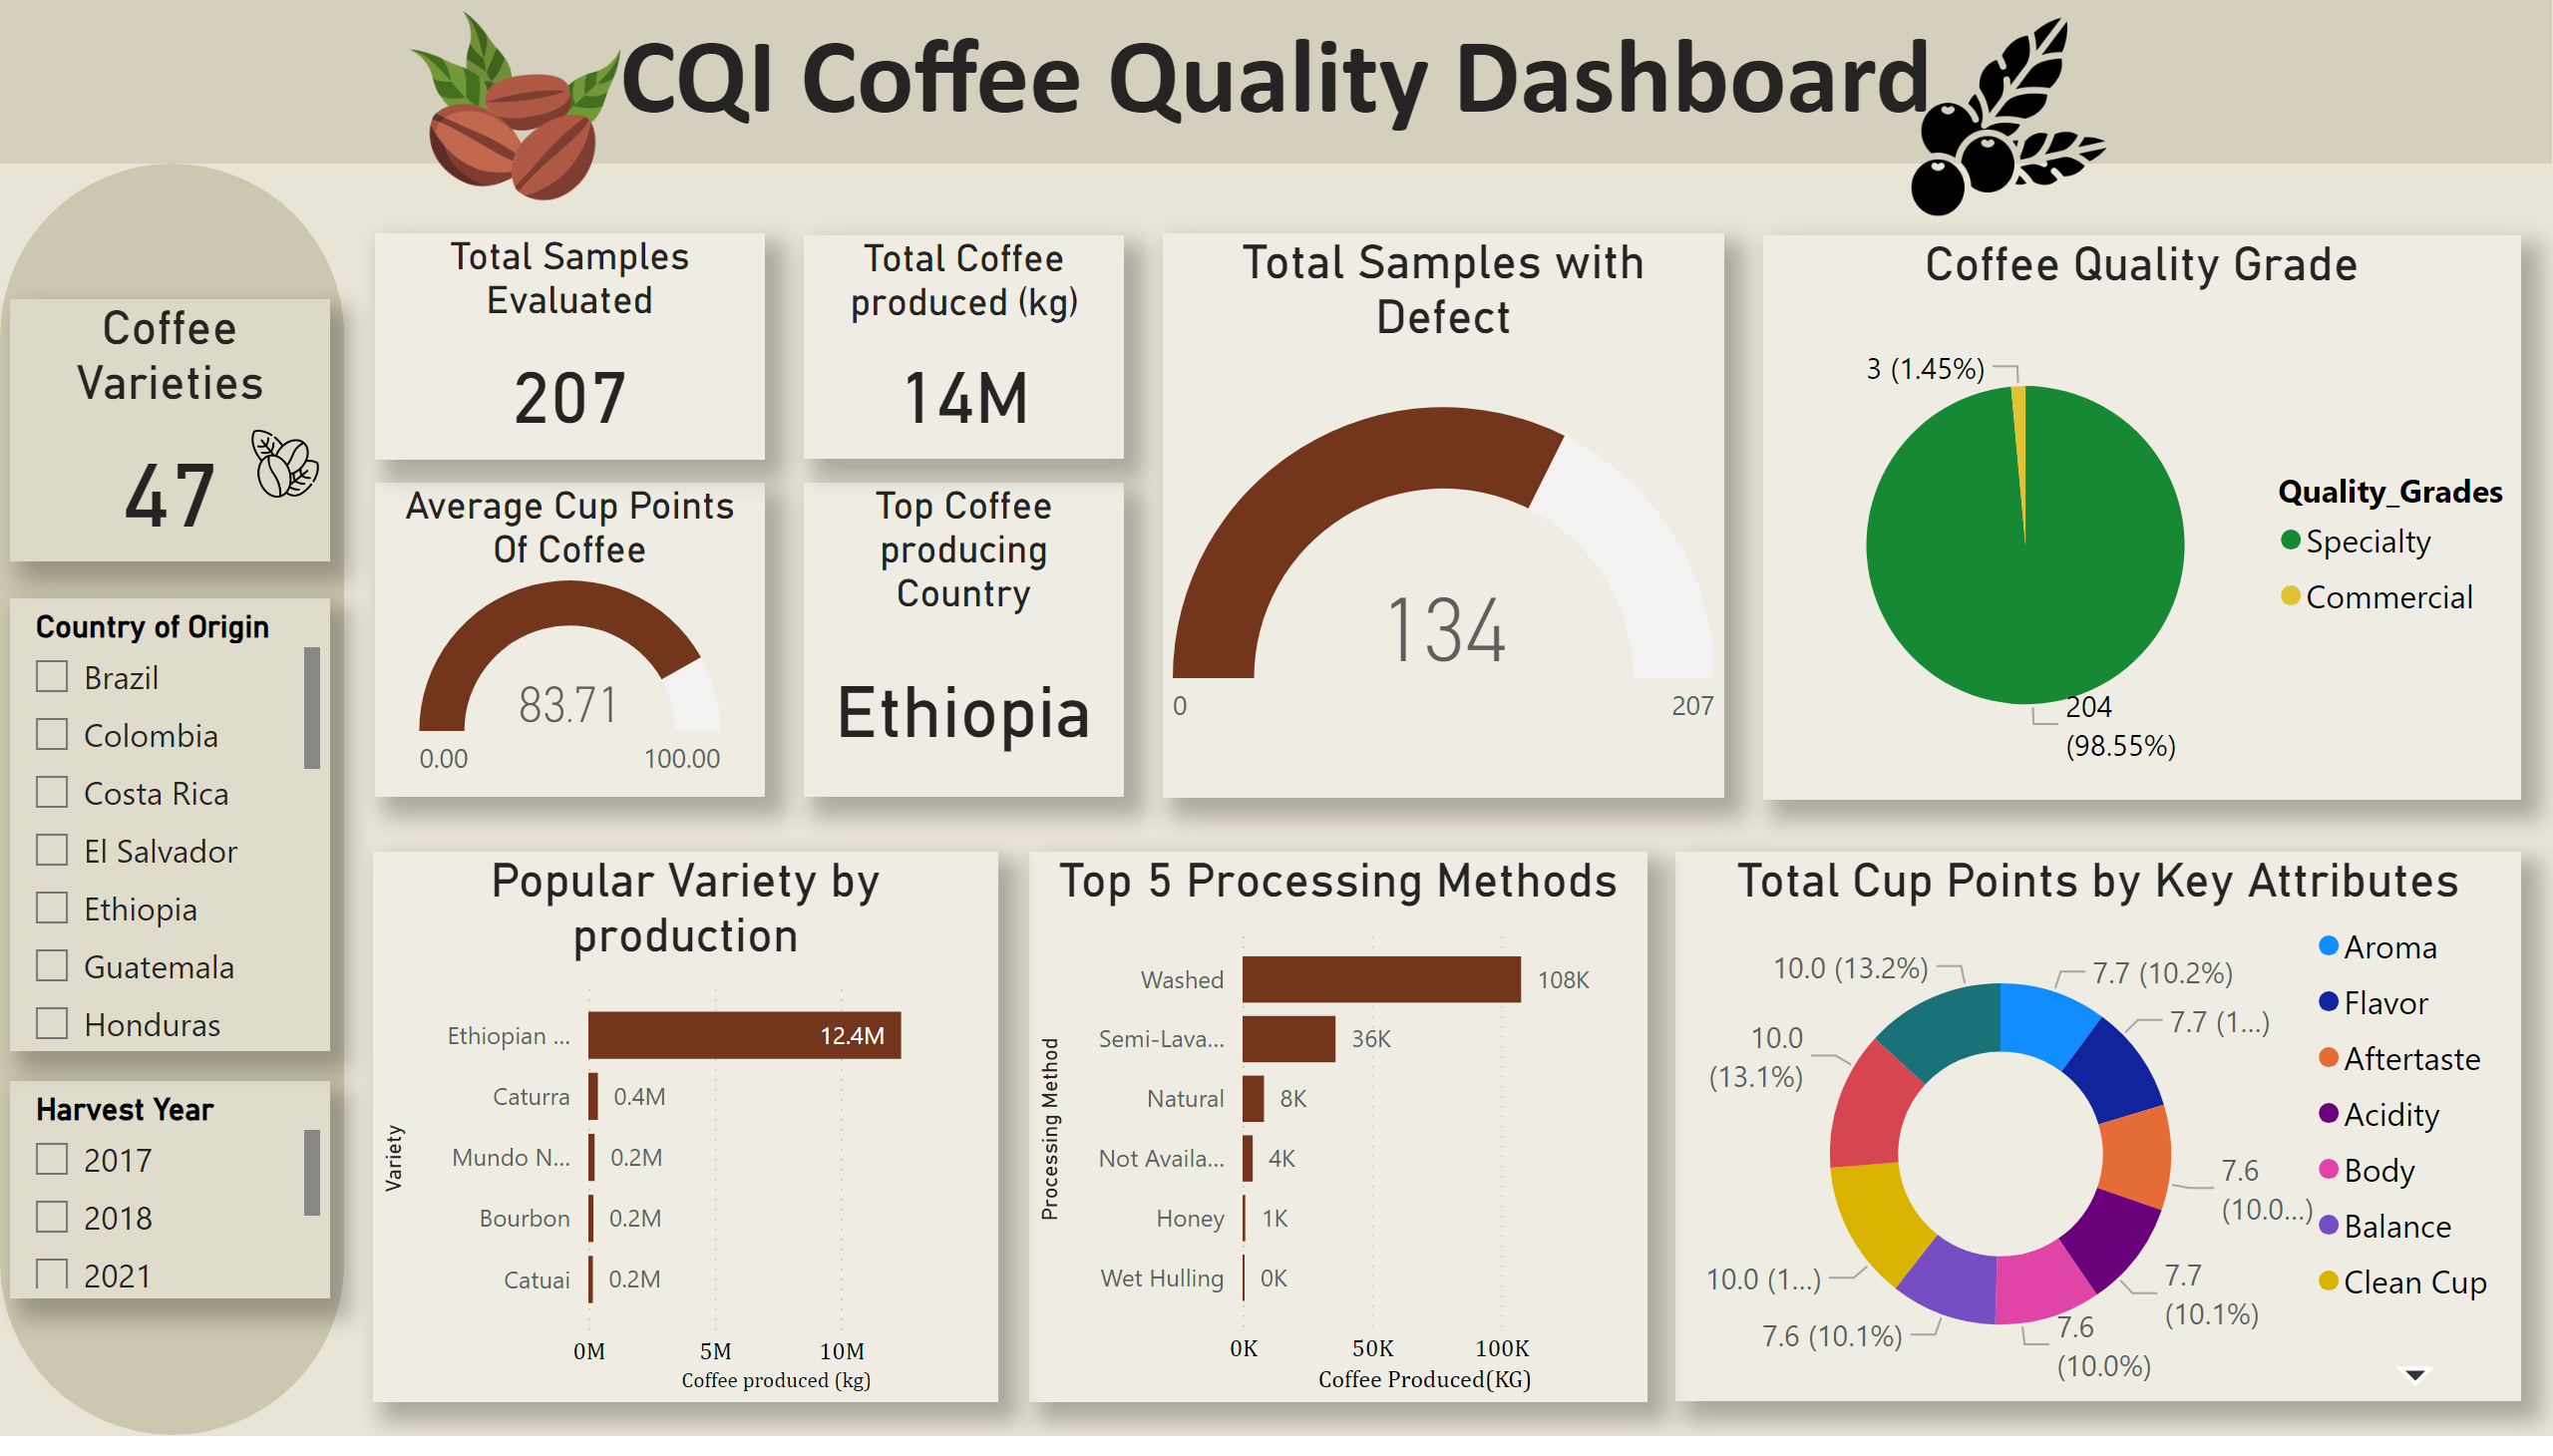 CQI Coffee Quality Dashboard
Coffee
Varieties
47
Country of Origin
Brazil
Colombia
Costa Rica
El Salvador
Ethiopia
Guatemala
Honduras
Harvest Year
2017
2018
2021
Total Samples
Evaluated
207
Total Coffee
produced (kg)
14M
Average Cup Points
Of Coffee
83.71
0.00
100.00
Top Coffee
producing
Country
Ethiopia
Total Samples with
Defect
134
0
207
Coffee Quality Grade
3 (1.45%)
204
(98.55%)
Quality_Grades
Specialty
Commercial
Popular Variety by
production
Variety
Ethiopian ...
12.4M
Caturra
0.4M
Mundo N...
0.2M
Bourbon
0.2M
Catuai
0.2M
0M
5M
10M
Coffee produced (kg)
Top 5 Processing Methods
Processing Method
Washed
108K
Semi-Lava...
36K
Natural
8K
Not Availa...
4K
Honey
1K
Wet Hulling
0K
0K
50K
100K
Coffee Produced(KG)
Total Cup Points by Key Attributes
10.0 (13.2%)
7.7 (10.2%)
7.7 (1...)
10.0
(13.1%)
7.6
(10.0...)
10.0 (1...)
7.7
(10.1%)
7.6 (10.1%)
7.6
(10.0%)
Aroma
Flavor
Aftertaste
Acidity
Body
Balance
Clean Cup